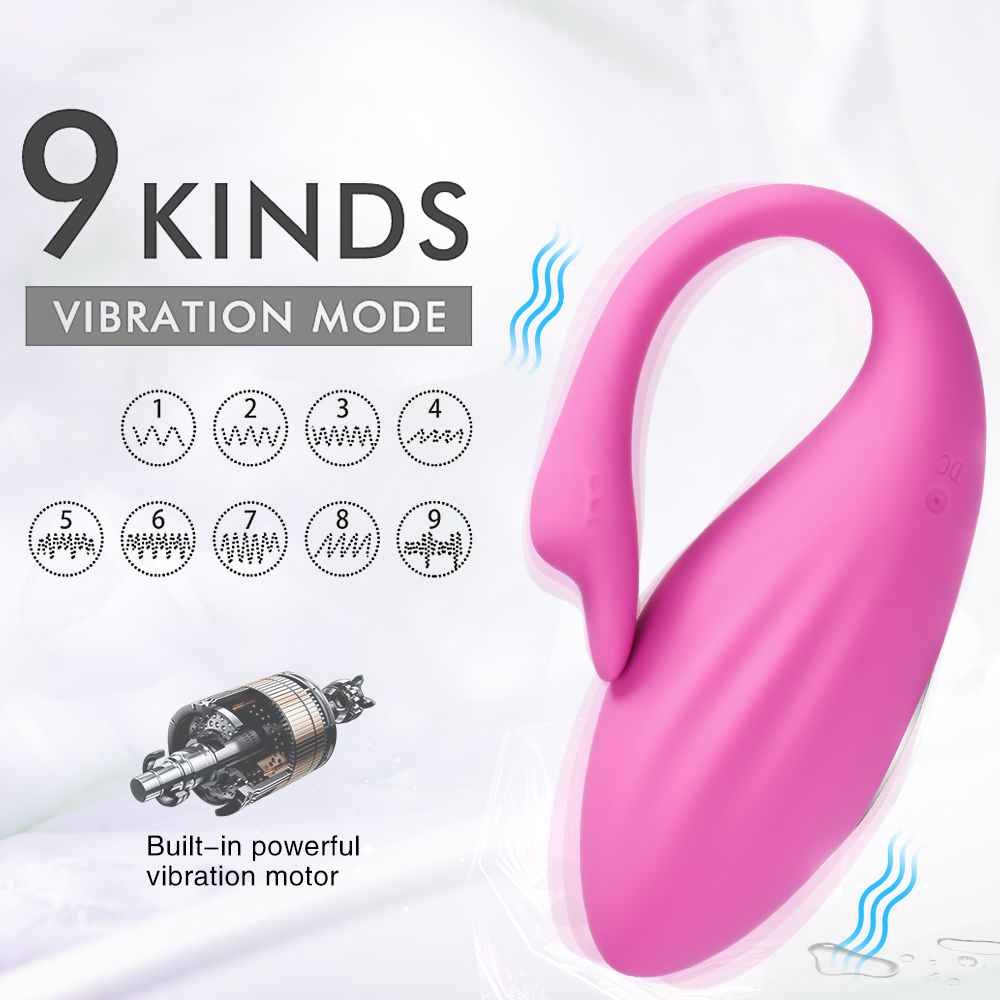 9 KINDS
VIBRATION MODE
1 2 3 4
5 6 7 8 9
DC
Built-in powerful
vibration motor